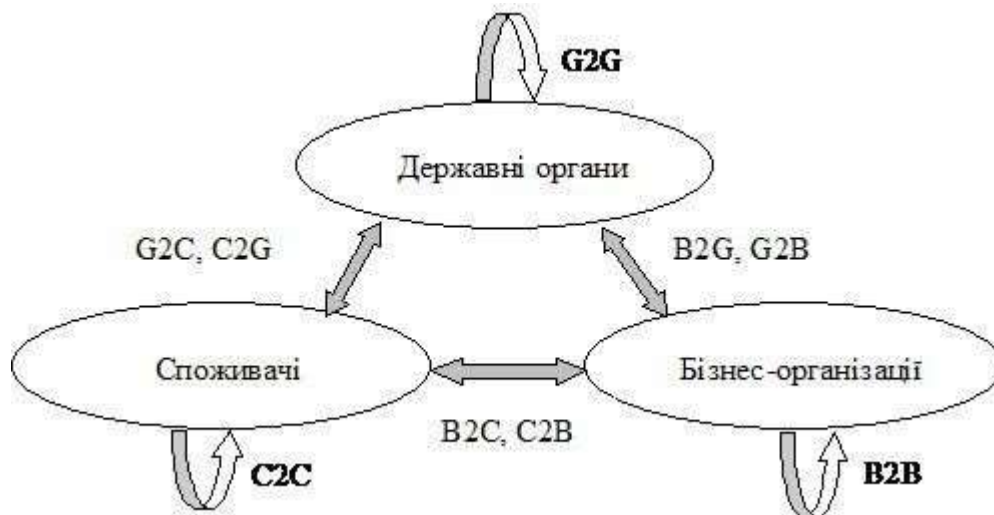 G2G
Державні органи
G2C, C2G
B2G, G2B
Споживачі
Бізнес-організації
B2C, C2B
C2C
B2B